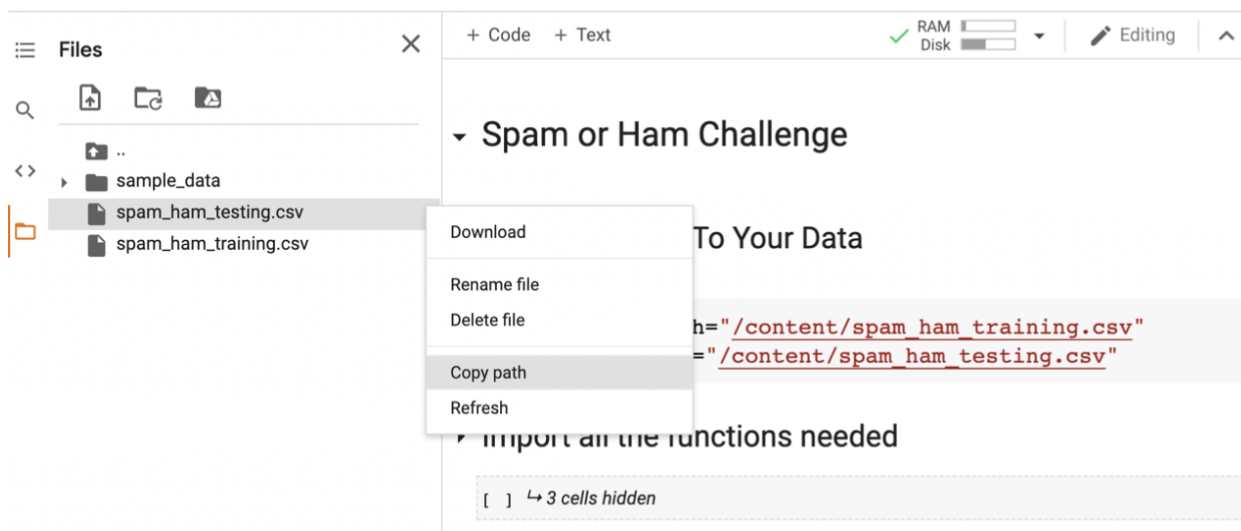 Files
+ Code + Text
RAM
Disk
Editing
..
sample_data
spam_ham_testing.csv
spam_ham_training.csv
Download
Rename file
Delete file
Copy path
Refresh
Spam or Ham Challenge
To Your Data
h="/content/spam_ham_training.csv"
="/content/spam_ham_testing.csv"
Import all the functions needed
[ ] ↳ 3 cells hidden